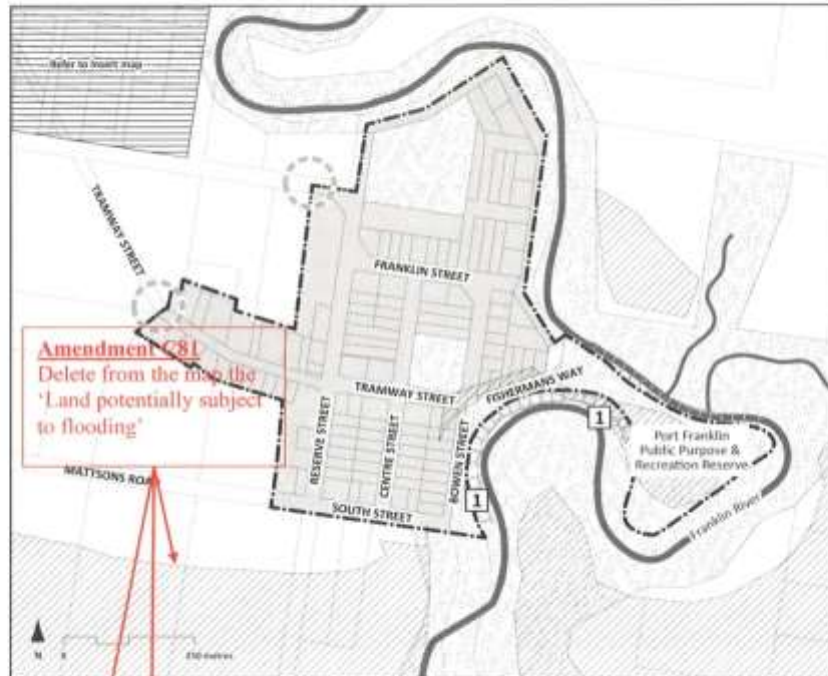 Refer to insert map
TRAMWAY STREET
FRANKLIN STREET
Amendment C81
Delete from the map the
‘Land potentially subject
to flooding’
TRAMWAY STREET
FISHERMANS WAY
RESERVE STREET
CENTRE STREET
BOWEN STREET
1
1
Port Franklin
Public Purpose &
Recreation Reserve
MATTSONS ROAD
SOUTH STREET
Franklin River
N
0
metres